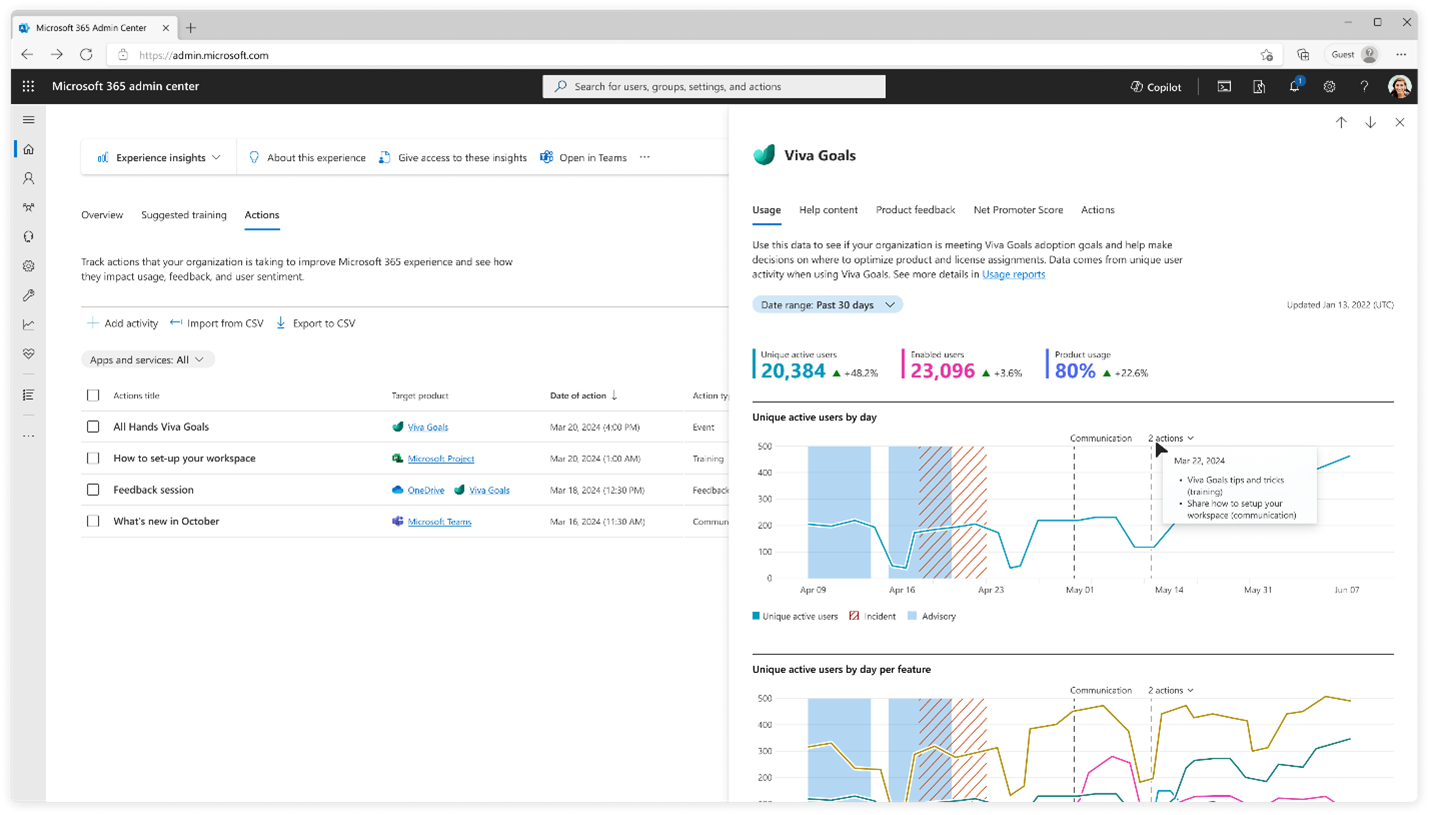 Microsoft 365 Admin Center
https://admin.microsoft.com
Guest
Microsoft 365 admin center
Search for users, groups, settings, and actions
Copilot
1
Experience insights
About this experience
Give access to these insights
Open in Teams
Overview
Suggested training
Actions
Track actions that your organization is taking to improve Microsoft 365 experience and see how
they impact usage, feedback, and user sentiment.
Add activity
Import from CSV
Export to CSV
Apps and services: All
Actions title Target product Date of action ↓ Action ty
All Hands Viva Goals Viva Goals Mar 20, 2024 (4:00 PM) Event
How to set-up your workspace Microsoft Project Mar 20, 2024 (1:00 AM) Training
Feedback session OneDrive Viva Goals Mar 18, 2024 (12:30 PM) Feedback
What's new in October Microsoft Teams Mar 16, 2024 (11:30 AM) Commun
Viva Goals
Usage
Help content
Product feedback
Net Promoter Score
Actions
Use this data to see if your organization is meeting Viva Goals adoption goals and help make
decisions on where to optimize product and license assignments. Data comes from unique user
activity when using Viva Goals. See more details in Usage reports
Date range: Past 30 days
Updated Jan 13, 2022 (UTC)
Unique active users
20,384 ▲ +48.2%
Enabled users
23,096 ▲ +3.6%
Product usage
80% ▲ +22.6%
Unique active users by day
Communication 2 actions
500
400
300
200
100
0
Mar 22, 2024
• Viva Goals tips and tricks
(training)
• Share how to setup your
workspace (communication)
Apr 09 Apr 16 Apr 23 May 01 May 14 May 31 Jun 07
Unique active users Incident Advisory
Unique active users by day per feature
Communication 2 actions
500
400
300
200
100